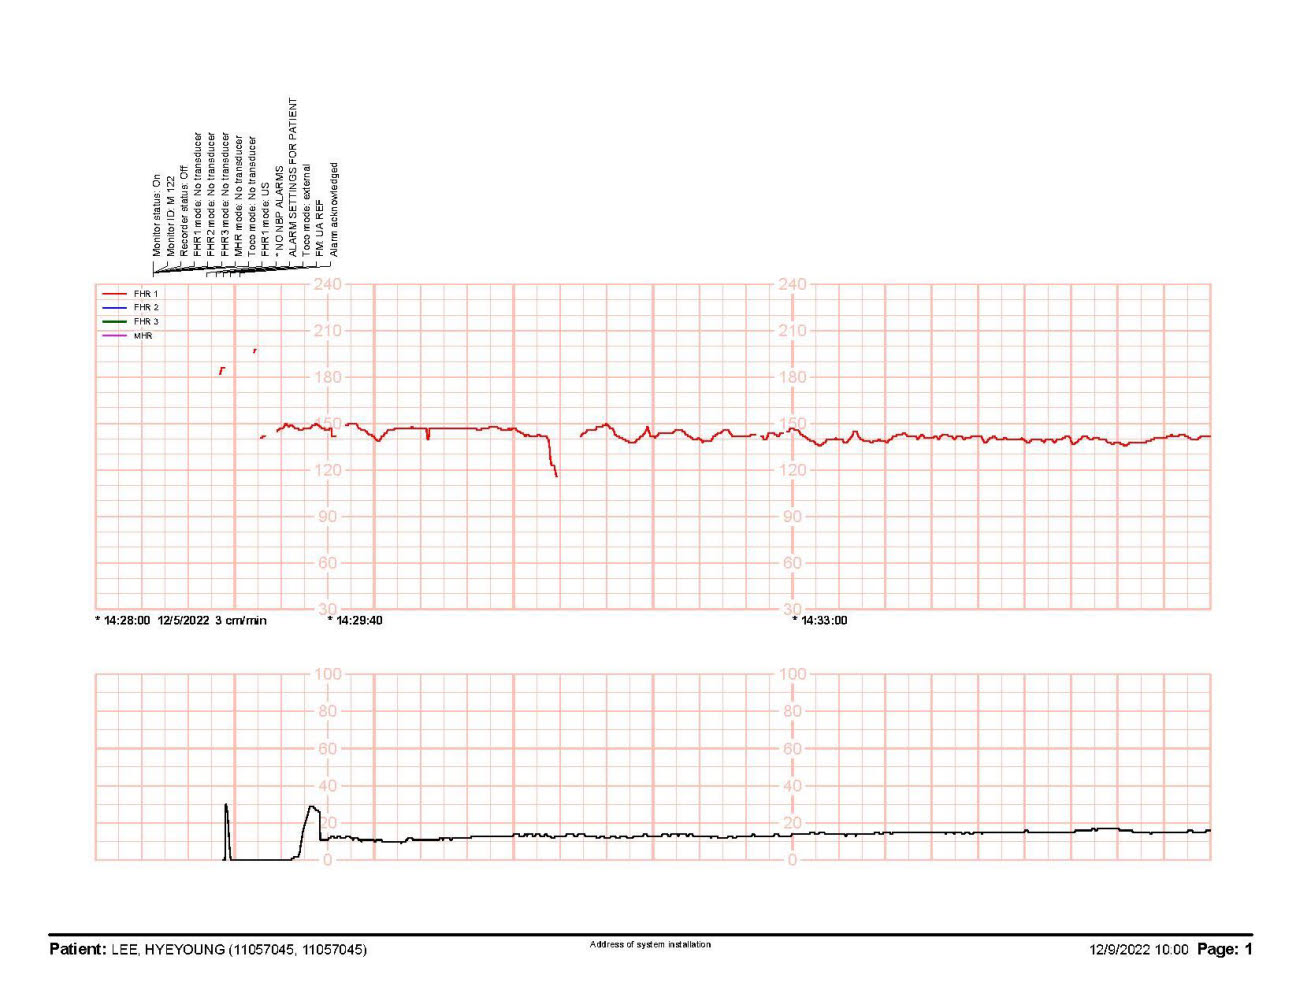 Monitor status: On
Monitor ID: M 122
Recorder status: Off
FHR1 mode: No transducer
FHR2 mode: No transducer
FHR3 mode: No transducer
MHR mode: No transducer
Toco mode: No transducer
FHR1 mode: US
* NO NBP ALARMS
ALARM SETTINGS FOR PATIENT
Toco mode: external
FM: UA REF
Alarm acknowledged
240 240
FHR 1
FHR 2
FHR 3
210 210
MHR
180 180
150 150
120 120
90 90
60 60
30 30
* 14:28:00 12/5/2022 3 cm/min * 14:29:40 * 14:33:00
100 100
80 80
60 60
40 40
20 20
0 0
Patient: LEE, HYEYOUNG (11057045, 11057045) Address of system installation 12/9/2022 10:00 Page: 1